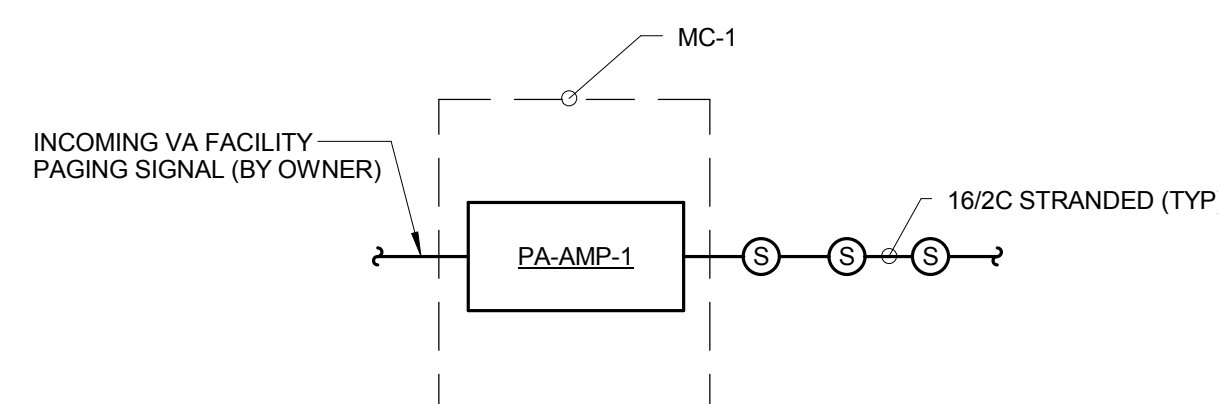 MC-1
INCOMING VA FACILITY
PAGING SIGNAL (BY OWNER)
16/2C STRANDED (TYP)
PA-AMP-1
S S S